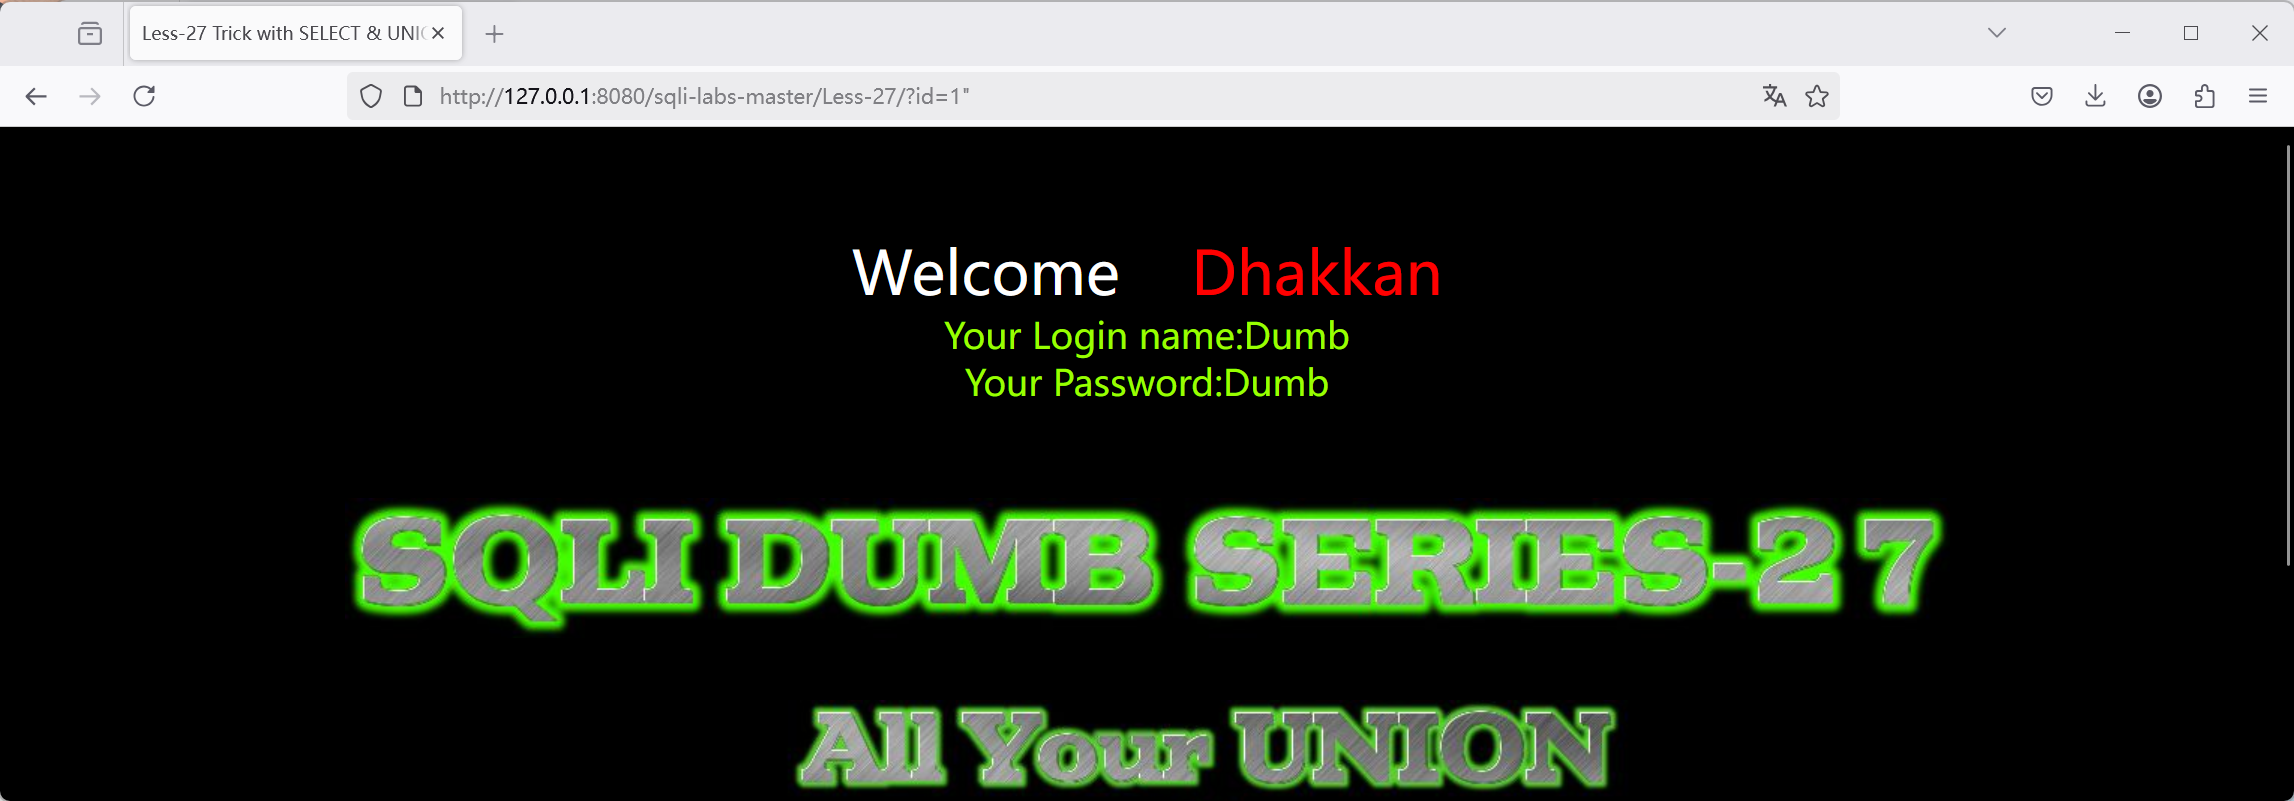 Less-27 Trick with SELECT & UNI
http://127.0.0.1:8080/sqli-labs-master/Less-27/?id=1"
Welcome Dhakkan
Your Login name:Dumb
Your Password:Dumb
SQLI DUMB SERIES-27
All Your UNION